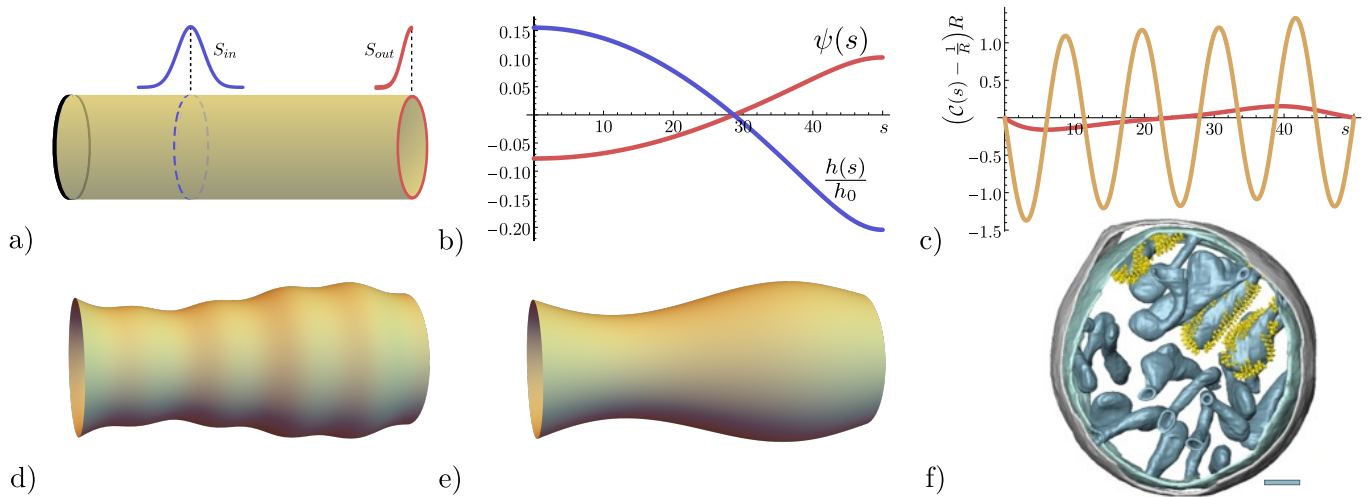 S_in
S_out
a)
0.15
0.10
0.05
-0.05
-0.10
-0.15
-0.20
10
20
30
40
s
ψ(s)
h(s)/h_0
b)
(C(s) - 1/R) R
1.0
0.5
-0.5
-1.0
-1.5
10
20
30
40
s
c)
d)
e)
f)